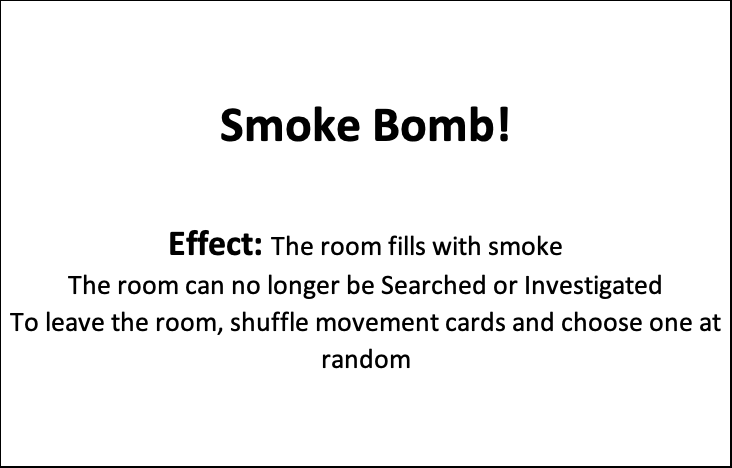 Smoke Bomb!
Effect: The room fills with smoke
The room can no longer be Searched or Investigated
To leave the room, shuffle movement cards and choose one at
random